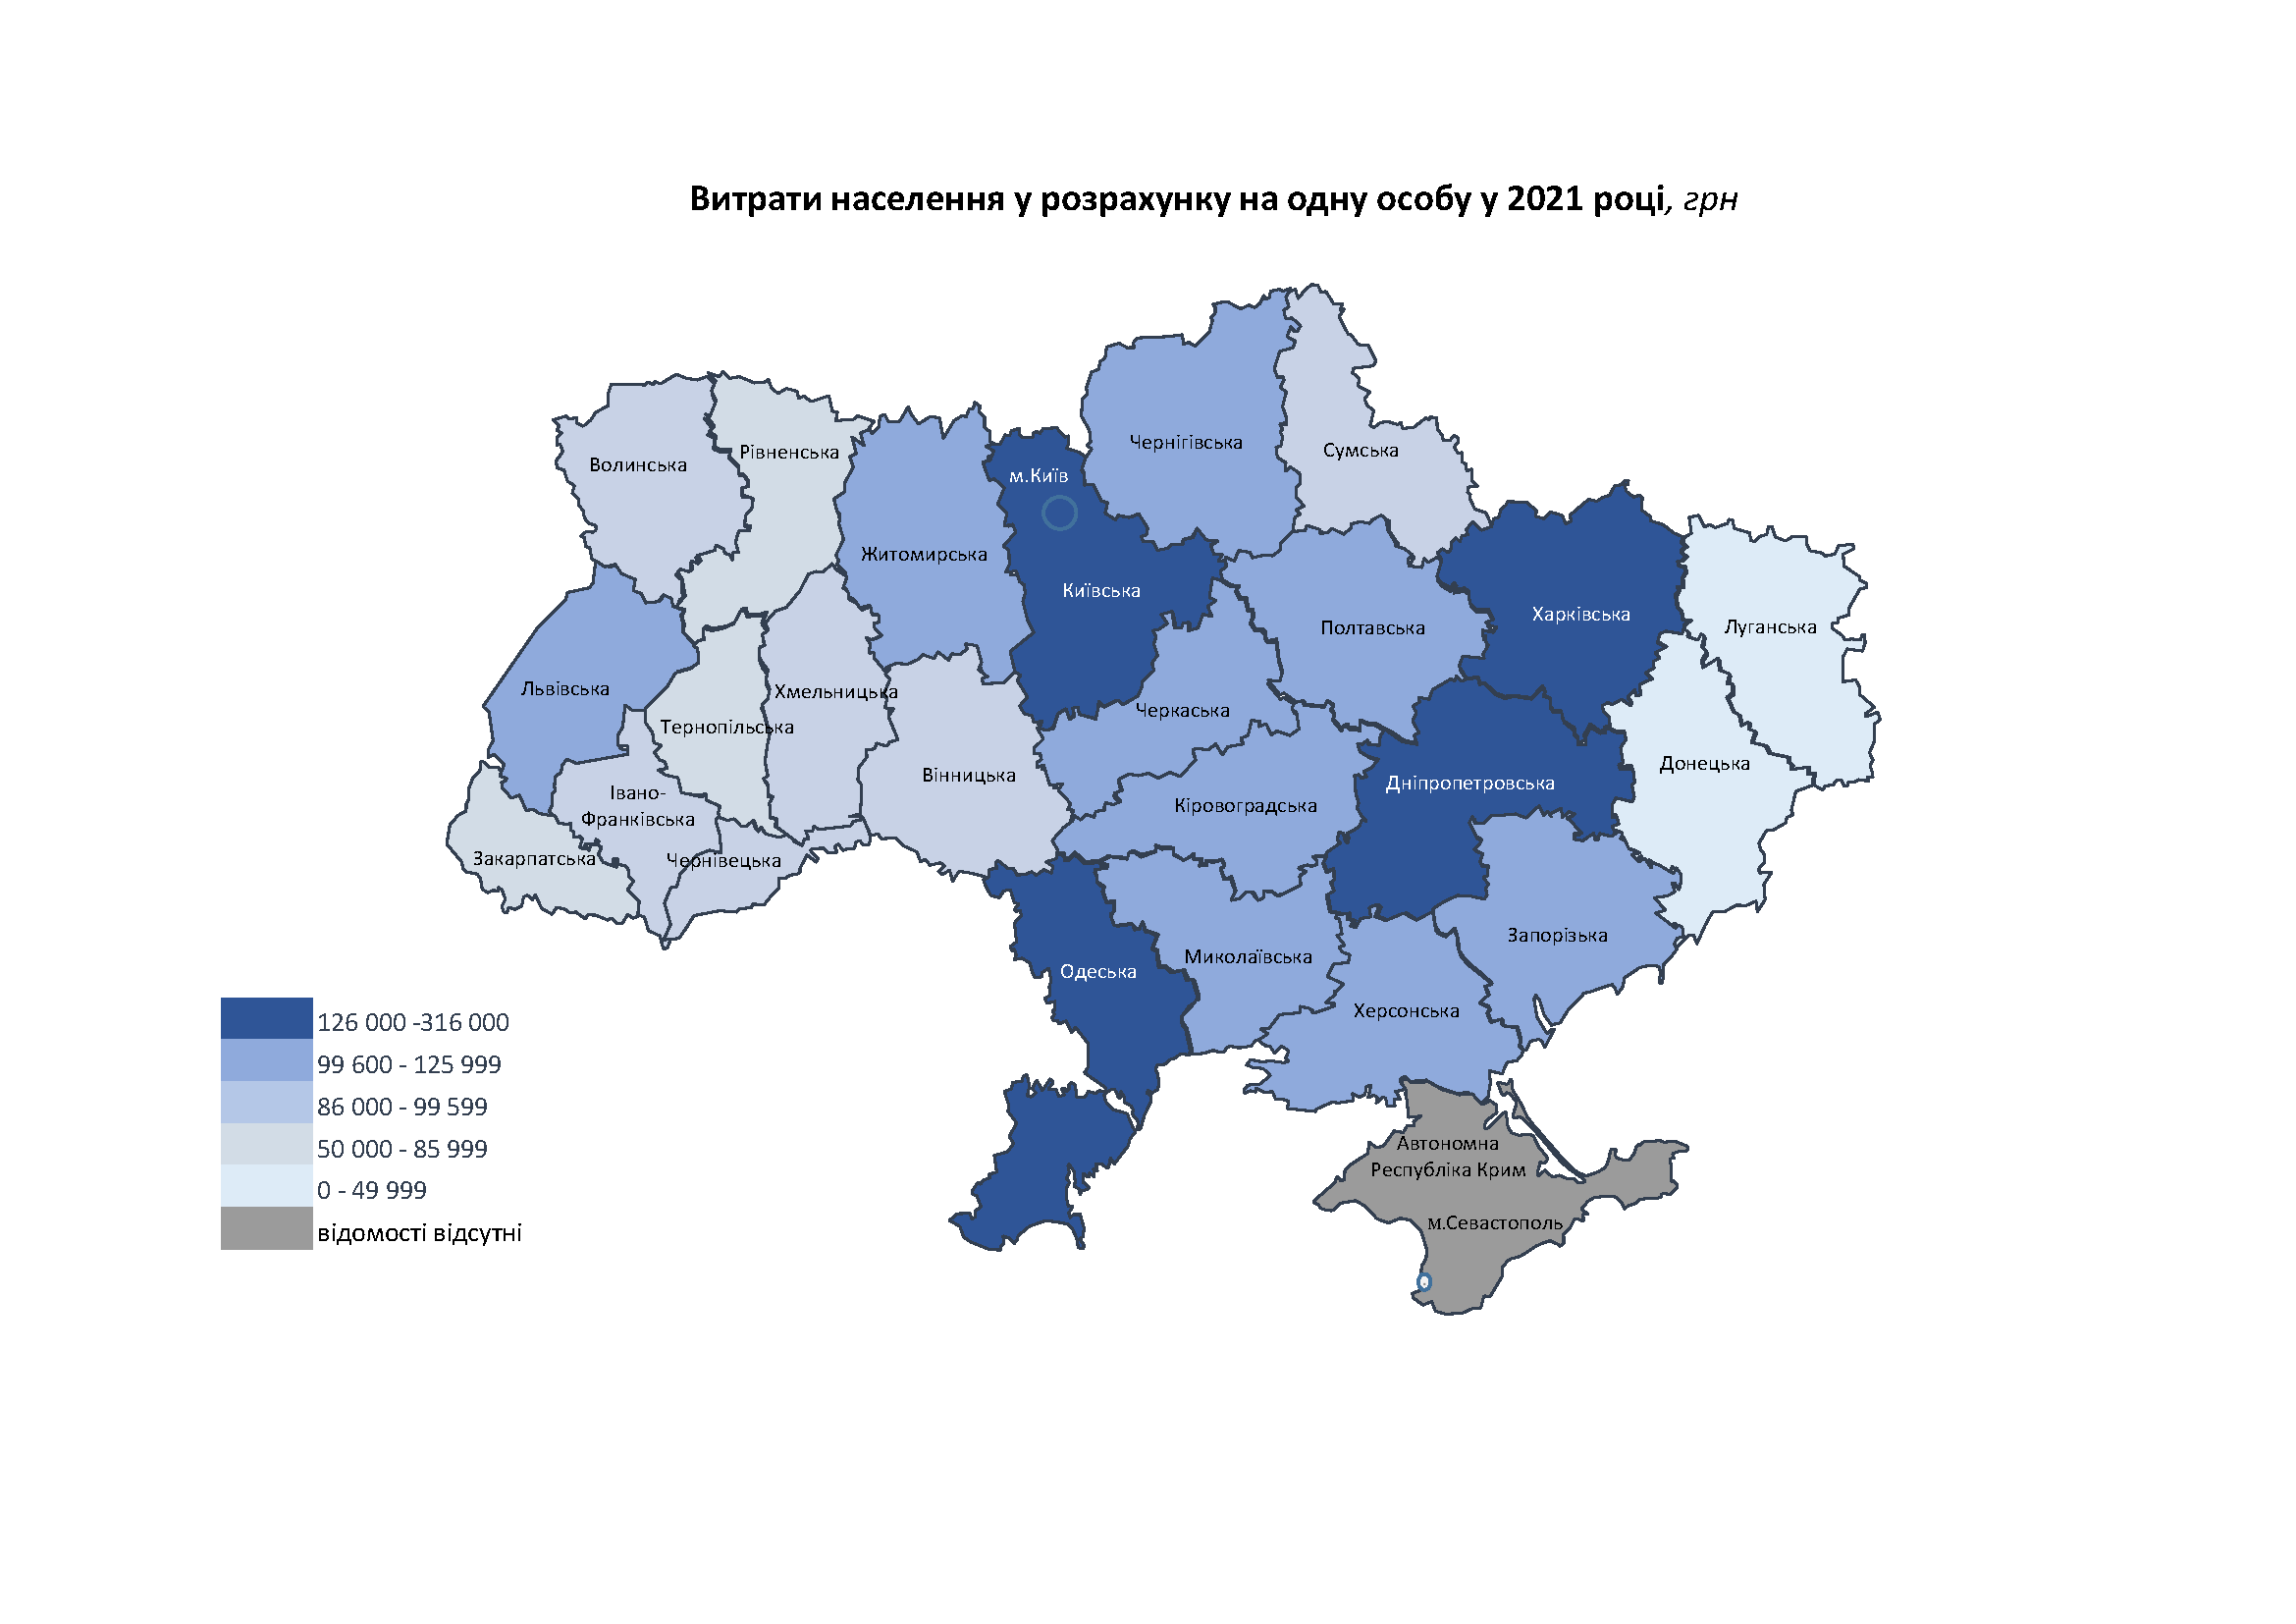 Витрати населення у розрахунку на одну особу у 2021 році, грн
Чернігівська
Сумська
Рівненська
Волинська
м.Київ
Житомирська
Київська
Харківська
Полтавська
Луганська
Львівська
Хмельницька
Черкаська
Тернопільська
Донецька
Вінницька
Дніпропетровська
Івано-
Франківська
Кіровоградська
Закарпатська
Чернівецька
Запорізька
Миколаївська
Одеська
Херсонська
126 000 -316 000
99 600 - 125 999
86 000 - 99 599
50 000 - 85 999
0 - 49 999
відомості відсутні
Автономна
Республіка Крим
м.Севастополь